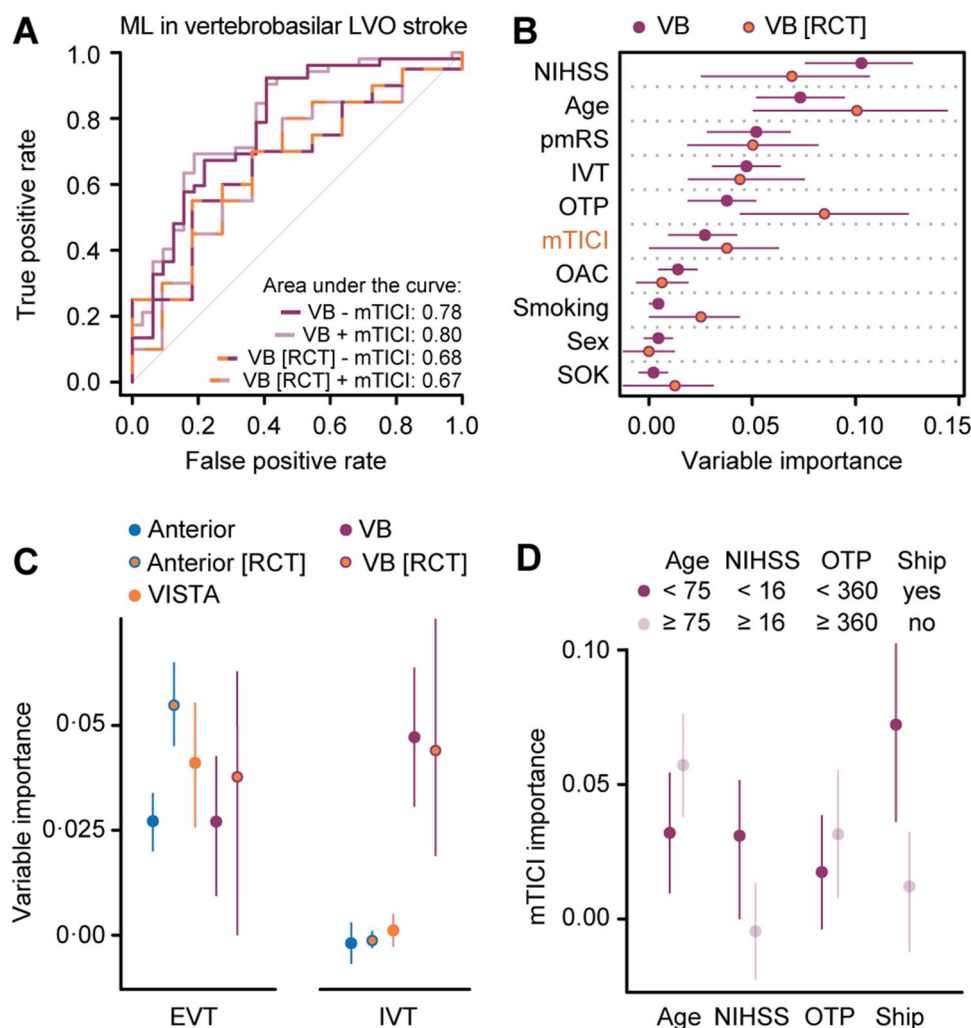 A
ML in vertebrobasilar LVO stroke
True positive rate
1.0
0.8
0.6
0.4
0.2
0.0
Area under the curve:
VB - mTICI: 0.78
VB + mTICI: 0.80
VB [RCT] - mTICI: 0.68
VB [RCT] + mTICI: 0.67
0.0 0.2 0.4 0.6 0.8 1.0
False positive rate
B
VB VB [RCT]
NIHSS
Age
pmRS
IVT
OTP
mTICI
OAC
Smoking
Sex
SOK
0.00 0.05 0.10 0.15
Variable importance
C
Anterior VB
Anterior [RCT] VB [RCT]
VISTA
Variable importance
0·05
0·025
0·00
EVT IVT
D
Age NIHSS OTP Ship
< 75 < 16 < 360 yes
≥ 75 ≥ 16 ≥ 360 no
mTICI importance
0.10
0.05
0.00
Age NIHSS OTP Ship